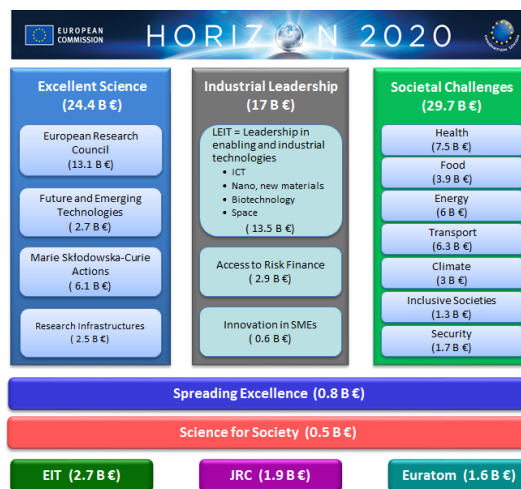 EUROPEAN
COMMISSION
HORIZON 2020
INNOVATION UNION
Excellent Science
(24.4 B €)
European Research
Council
(13.1 B €)
Future and Emerging
Technologies
( 2.7 B €)
Marie Skłodowska-Curie
Actions
( 6.1 B €)
Research Infrastructures
( 2.5 B €)
Industrial Leadership
(17 B €)
LEIT = Leadership in
enabling and industrial
technologies
• ICT
• Nano, new materials
• Biotechnology
• Space
( 13.5 B €)
Access to Risk Finance
( 2.9 B €)
Innovation in SMEs
( 0.6 B €)
Societal Challenges
(29.7 B €)
Health
(7.5 B €)
Food
(3.9 B €)
Energy
(6 B €)
Transport
(6.3 B €)
Climate
(3 B €)
Inclusive Societies
(1.3 B €)
Security
(1.7 B €)
Spreading Excellence (0.8 B €)
Science for Society (0.5 B €)
EIT (2.7 B €)
JRC (1.9 B €)
Euratom (1.6 B €)